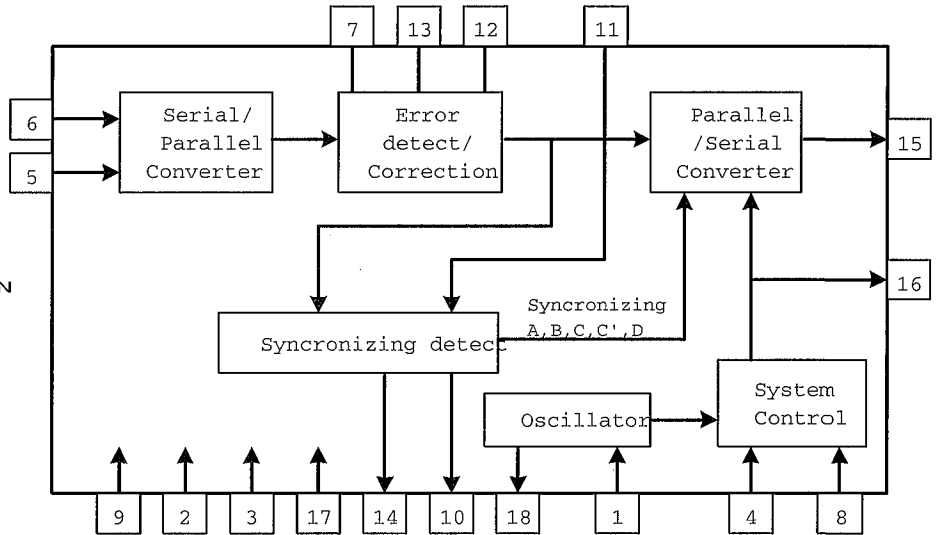 7 13 12 11
6
5
Serial/
Parallel
Converter
Error
detect/
Correction
Parallel
/Serial
Converter
15
16
2
Syncronizing
A,B,C,C',D
Syncronizing detect
System
Control
Oscillator
9 2 3 17 14 10 18 1 4 8